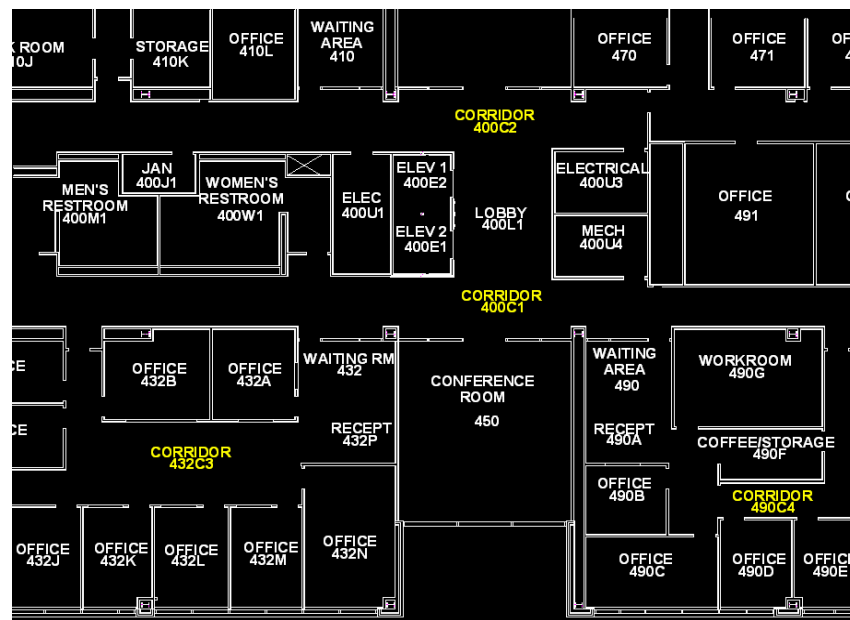 ROOM
STORAGE
410K
OFFICE
410L
WAITING
AREA
410
OFFICE
470
OFFICE
471
CORRIDOR
400C2
JAN
400J1
MEN'S
RESTROOM
400M1
WOMEN'S
RESTROOM
400W1
ELEC
400U1
ELEV 1
400E2
ELEV 2
400E1
LOBBY
400L1
ELECTRICAL
400U3
MECH
400U4
OFFICE
491
CORRIDOR
400C1
OFFICE
432B
OFFICE
432A
WAITING RM
432
RECEPT
432P
CONFERENCE
ROOM
450
WAITING
AREA
490
RECEPT
490A
WORKROOM
490G
COFFEE/STORAGE
490F
CORRIDOR
432C3
OFFICE
490B
CORRIDOR
490C4
OFFICE
432J
OFFICE
432K
OFFICE
432L
OFFICE
432M
OFFICE
432N
OFFICE
490C
OFFICE
490D
OFFICE
490E